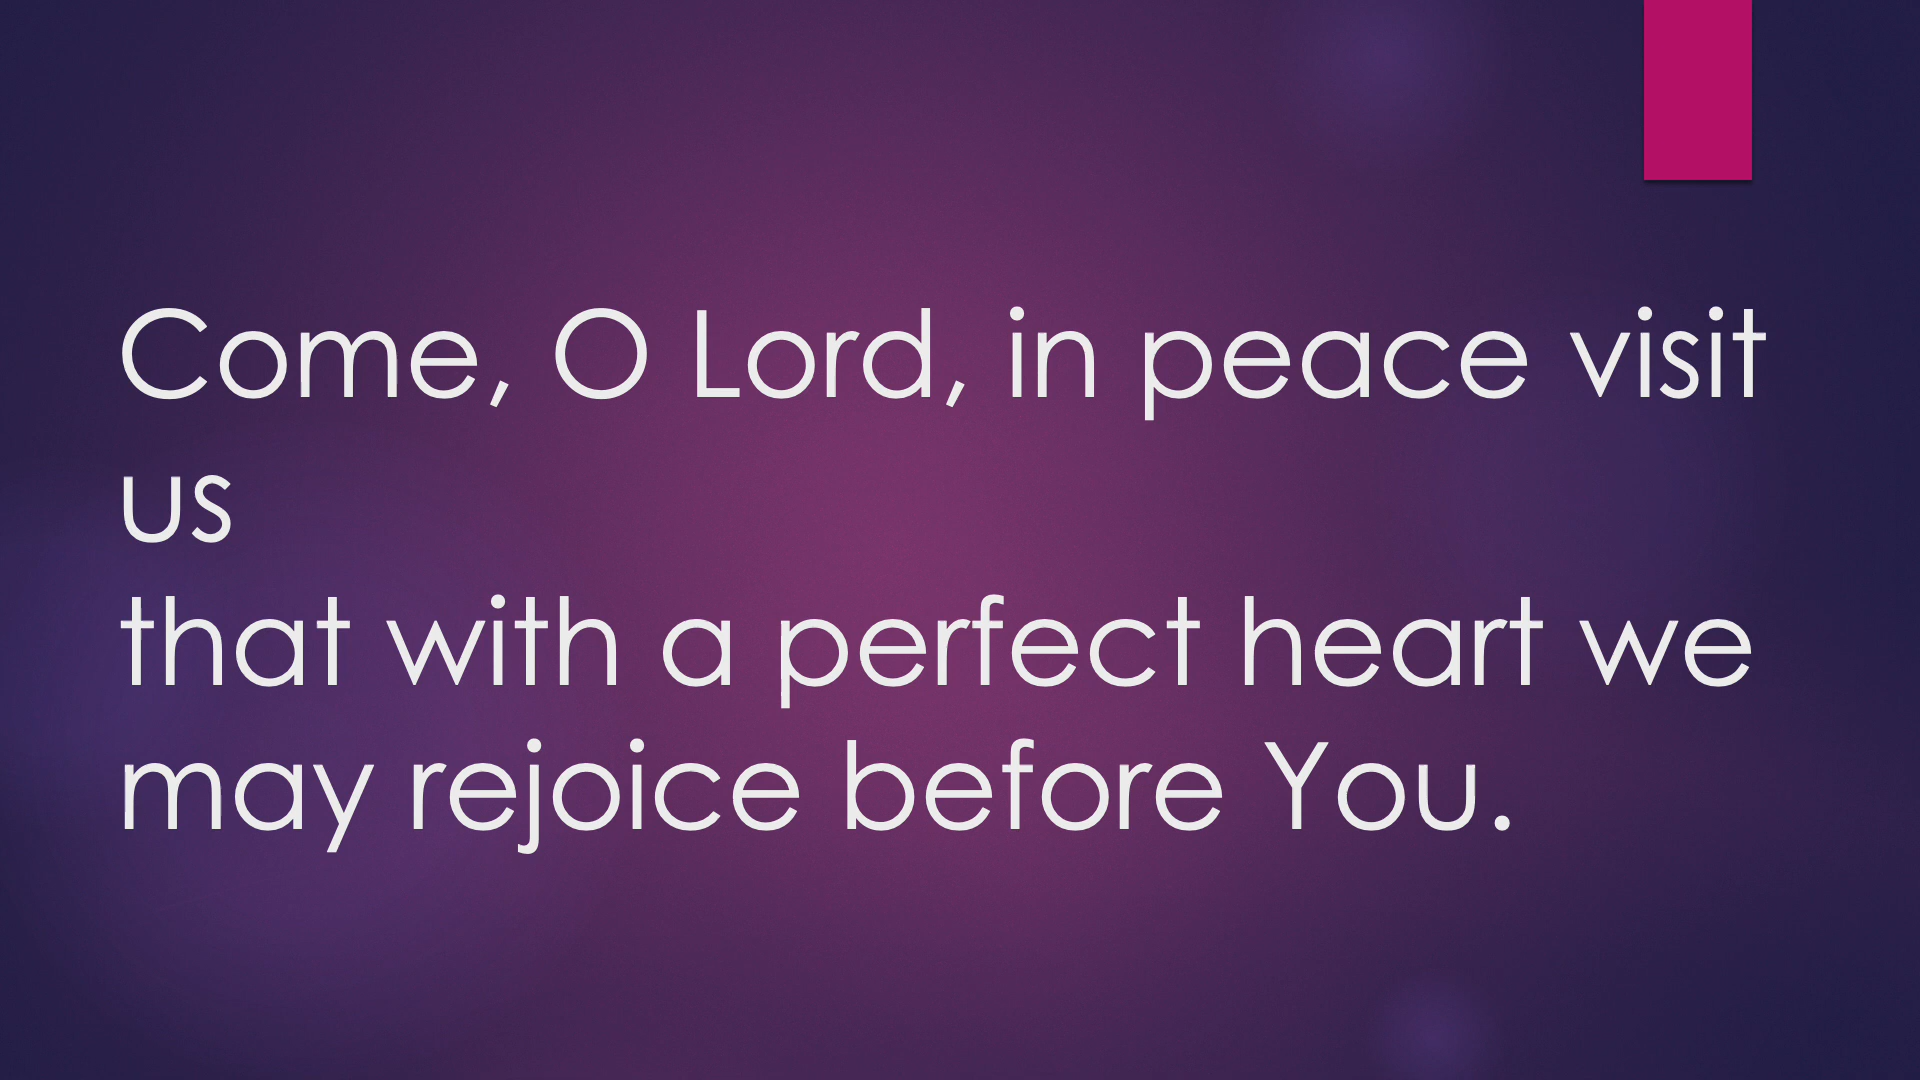 Come, O Lord, in peace visit
us
that with a perfect heart we
may rejoice before You.